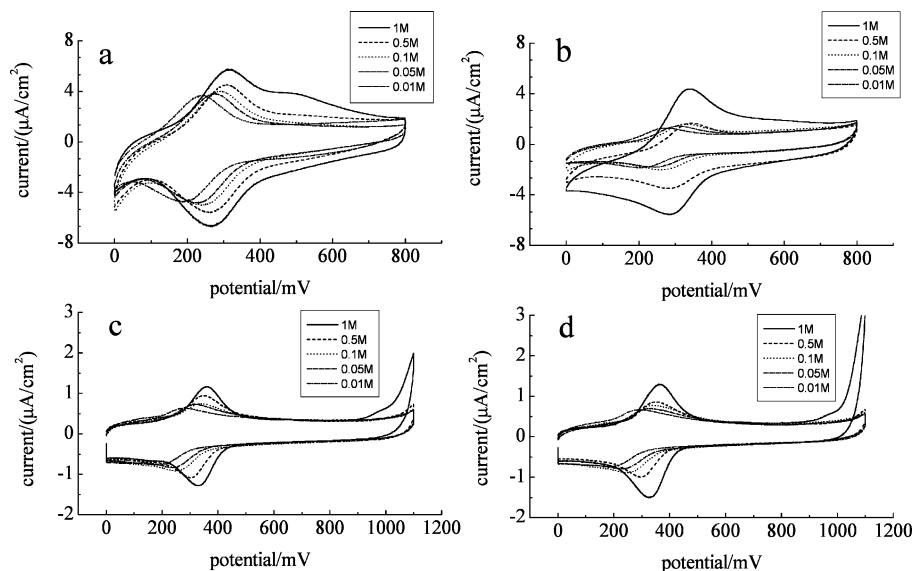 a
1M
0.5M
0.1M
0.05M
0.01M
8
4
0
-4
-8
current/(μA/cm²)
0 200 400 600 800
potential/mV
b
1M
0.5M
0.1M
0.05M
0.01M
8
4
0
-4
-8
current/(μA/cm²)
0 200 400 600 800
potential/mV
c
1M
0.5M
0.1M
0.05M
0.01M
3
2
1
0
-1
-2
current/(μA/cm²)
0 200 400 600 800 1000 1200
potential/mV
d
1M
0.5M
0.1M
0.05M
0.01M
3
2
1
0
-1
-2
current/(μA/cm²)
0 200 400 600 800 1000 1200
potential/mV